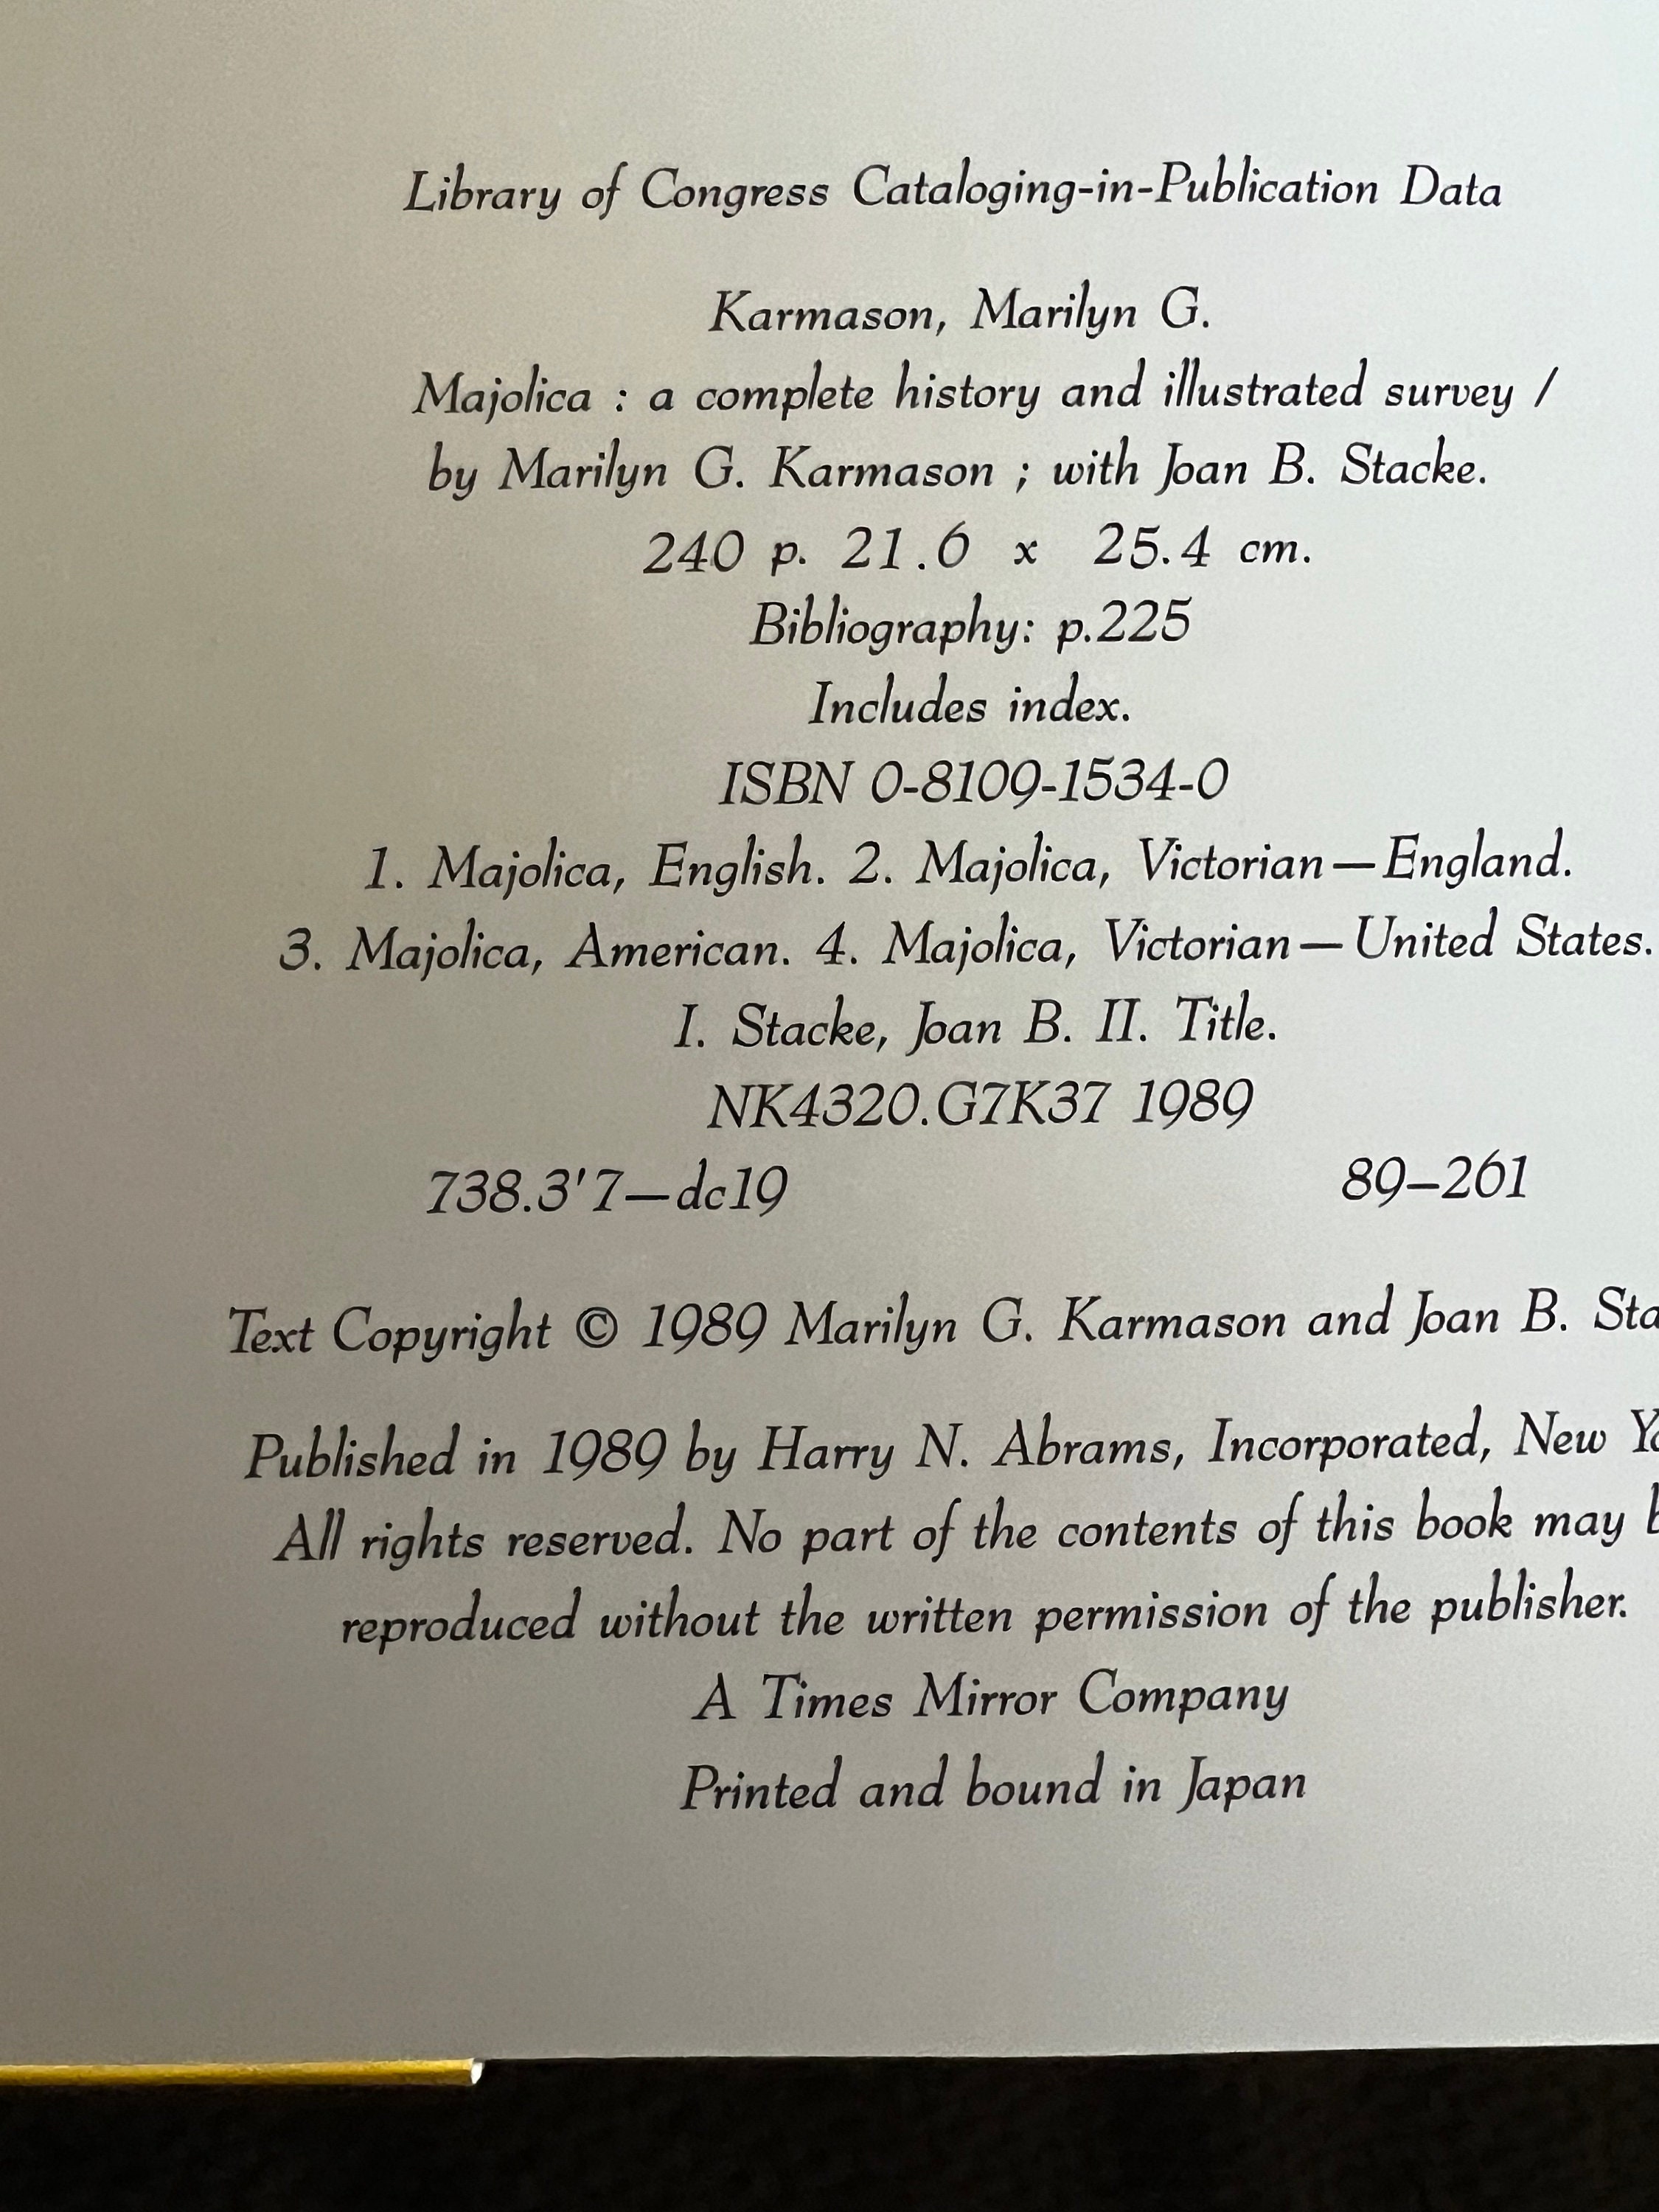 Library of Congress Cataloging-in-Publication Data
Karmason, Marilyn G.
Majolica : a complete history and illustrated survey /
by Marilyn G. Karmason ; with Joan B. Stacke.
240 p. 21.6 x 25.4 cm.
Bibliography: p.225
Includes index.
ISBN 0-8109-1534-0
1. Majolica, English. 2. Majolica, Victorian—England.
3. Majolica, American. 4. Majolica, Victorian—United States.
I. Stacke, Joan B. II. Title.
NK4320.G7K37 1989
738.3'7—dc19 89–261
Text Copyright © 1989 Marilyn G. Karmason and Joan B.
Published in 1989 by Harry N. Abrams, Incorporated, New
All rights reserved. No part of the contents of this book may
reproduced without the written permission of the publisher.
A Times Mirror Company
Printed and bound in Japan